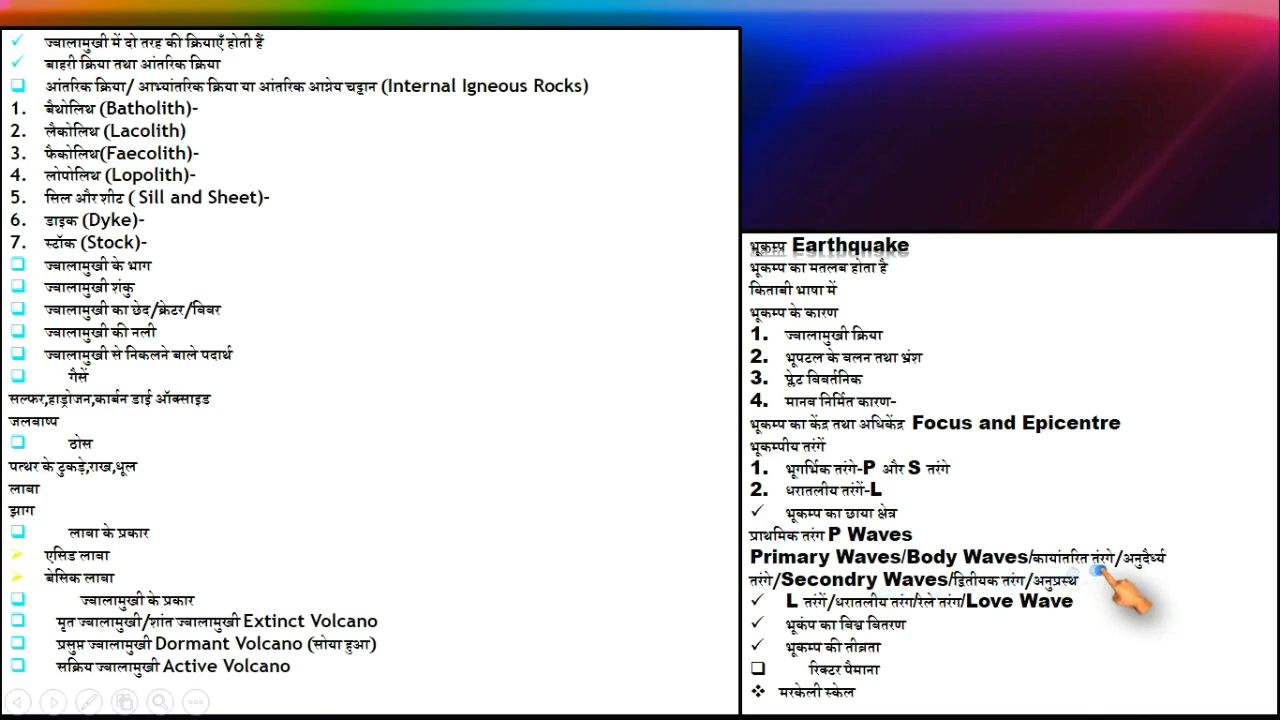 ज्वालामुखी में दो तरह की क्रियाएँ होती हैं
बाहरी क्रिया तथा आंतरिक क्रिया
आंतरिक क्रिया/ आभ्यांतरिक क्रिया या आंतरिक आग्नेय चट्टान (Internal Igneous Rocks)
1. बैथोलिथ (Batholith)-
2. लैकोलिथ (Lacolith)
3. फैकोलिथ(Faecolith)-
4. लोपोलिथ (Lopolith)-
5. सिल और शीट ( Sill and Sheet)-
6. डाइक (Dyke)-
7. स्टॉक (Stock)-
ज्वालामुखी के भाग
ज्वालामुखी शंकु
ज्वालामुखी का छेद/क्रेटर/विवर
ज्वालामुखी की नली
ज्वालामुखी से निकलने वाले पदार्थ
गैसें
सल्फर,हाड्रोजन,कार्बन डाई ऑक्साइड
जलवाष्प
ठोस
पत्थर के टुकड़े,राख,धूल
लावा
झाग
लावा के प्रकार
एसिड लावा
बेसिक लावा
ज्वालामुखी के प्रकार
मृत ज्वालामुखी/शांत ज्वालामुखी Extinct Volcano
प्रसुप्त ज्वालामुखी Dormant Volcano (सोया हुआ)
सक्रिय ज्वालामुखी Active Volcano
भूकम्प Earthquake
भूकम्प का मतलब होता है
किताबी भाषा में
भूकम्प के कारण
1. ज्वालामुखी क्रिया
2. भूपटल के वलन तथा भ्रंश
3. प्लेट विवर्तनिक
4. मानव निर्मित कारण-
भूकम्प का केंद्र तथा अधिकेंद्र Focus and Epicentre
भूकम्पीय तरंगें
1. भूगर्भिक तरंगे-P और S तरंगे
2. धरातलीय तरंगें-L
भूकम्प का छाया क्षेत्र
प्राथमिक तरंग P Waves
Primary Waves/Body Waves/कायांतरित तंरगे/अनुदैर्ध्य
तरंगे/Secondry Waves/द्वितीयक तरंग/अनुप्रस्थ
L तरंगें/धरातलीय तरंग/रेले तरंग/Love Wave
भूकंप का विश्व वितरण
भूकम्प की तीव्रता
रिक्टर पैमाना
मरकेली स्केल